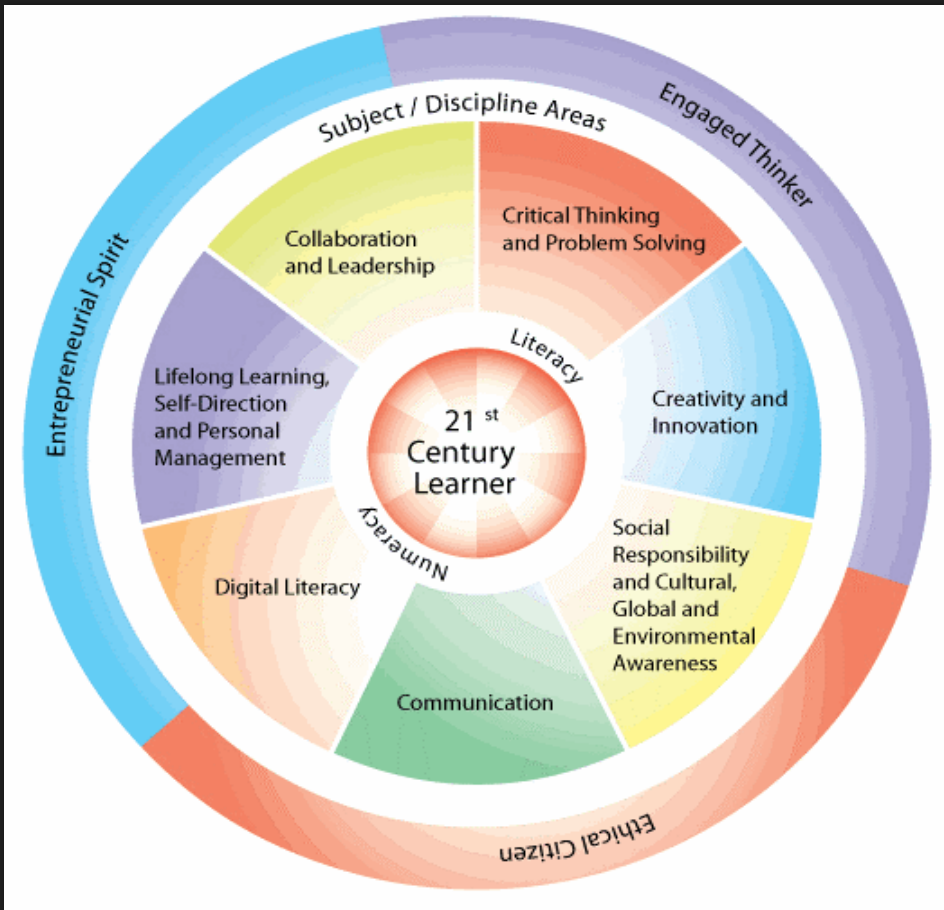 Engaged Thinker
Entrepreneurial Spirit
Ethical Citizen
Subject / Discipline Areas
Collaboration
and Leadership
Critical Thinking
and Problem Solving
Lifelong Learning,
Self-Direction
and Personal
Management
Creativity and
Innovation
Digital Literacy
Social
Responsibility
and Cultural,
Global and
Environmental
Awareness
Communication
Literacy
Numeracy
21 st
Century
Learner